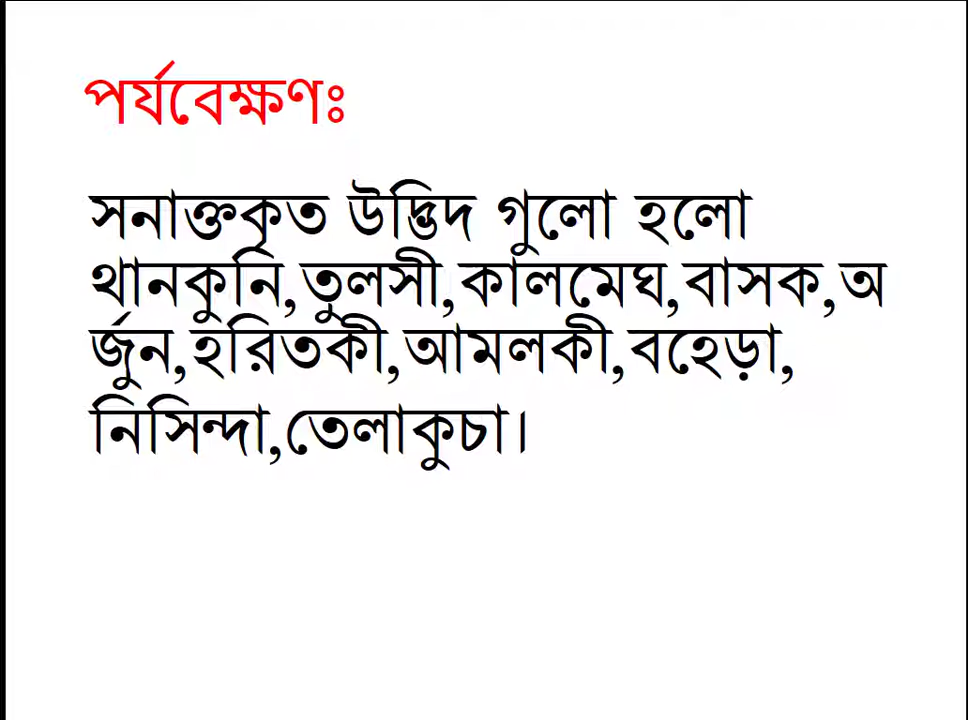 পর্যবেক্ষণঃ
সনাক্তকৃত উদ্ভিদ গুলো হলো
থানকুনি,তুলসী,কালমেঘ,বাসক,অ
র্জুন,হরিতকী,আমলকী,বহেড়া,
নিসিন্দা,তেলাকুচা।